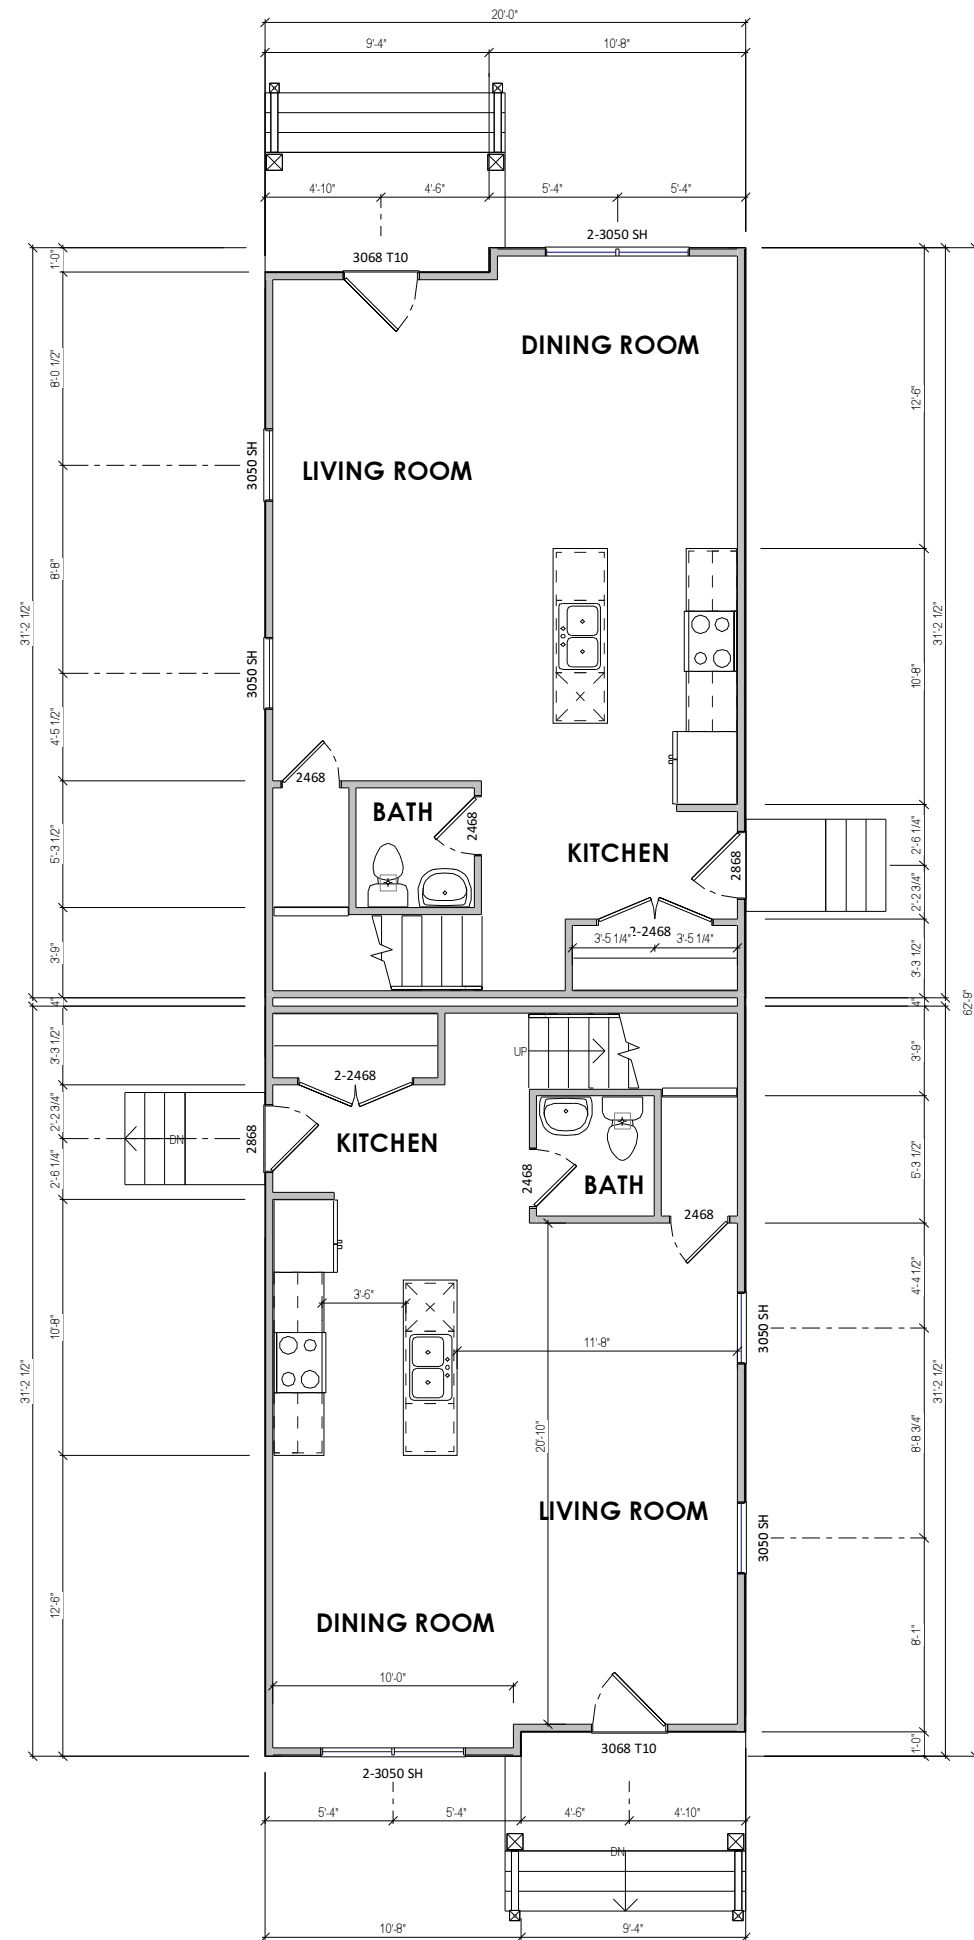 20'-0"
9'-4"
10'-8"
4'-10"
4'-6"
5'-4"
5'-4"
2-3050 SH
3068 T10
1'-0"
DINING ROOM
8'-0 1/2"
12'-6"
3050 SH
LIVING ROOM
8'-8"
31'-2 1/2"
31'-2 1/2"
3050 SH
10'-8"
4'-5 1/2"
2468
BATH
2468
KITCHEN
2868
2'-6 1/4"
5'-3 1/2"
2'-2 3/4"
2-2468
3'-5 1/4"
3'-5 1/4"
3'-9"
3'-3 1/2"
4"
4"
62'-9"
3'-3 1/2"
UP
3'-9"
2-2468
2'-2 3/4"
DN
2868
KITCHEN
2'-6 1/4"
2468
BATH
5'-3 1/2"
2468
3'-6"
4'-4 1/2"
10'-8"
3050 SH
11'-8"
31'-2 1/2"
31'-2 1/2"
20'-10"
8'-8 3/4"
LIVING ROOM
3050 SH
12'-6"
DINING ROOM
8'-1"
10'-0"
3068 T10
1'-0"
2-3050 SH
5'-4"
5'-4"
4'-6"
4'-10"
DN
10'-8"
9'-4"